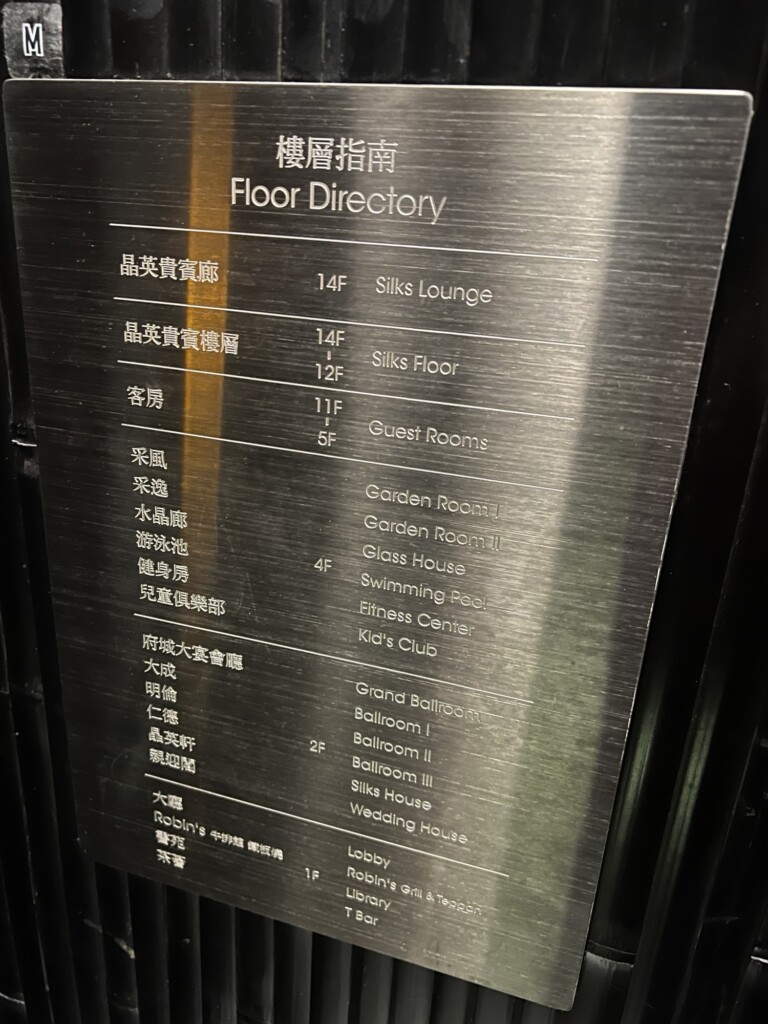 M
樓層指南
Floor Directory
晶英貴賓廊 14F Silks Lounge
晶英貴賓樓層 14F - 12F Silks Floor
客房 11F - 5F Guest Rooms
采風 Garden Room I
采逸 Garden Room II
水晶廊 Glass House
游泳池 4F Swimming Pool
健身房 Fitness Center
兒童俱樂部 Kid's Club
府城大宴會廳 Grand Ballroom
大成 Ballroom I
明倫 Ballroom II
仁德 2F Ballroom III
晶英軒 Silks House
親迎閣 Wedding House
大廳 Lobby
Robin's 牛排館 鐵板燒 1F Robin's Grill & Teppan
書苑 Library
茶薈 T Bar